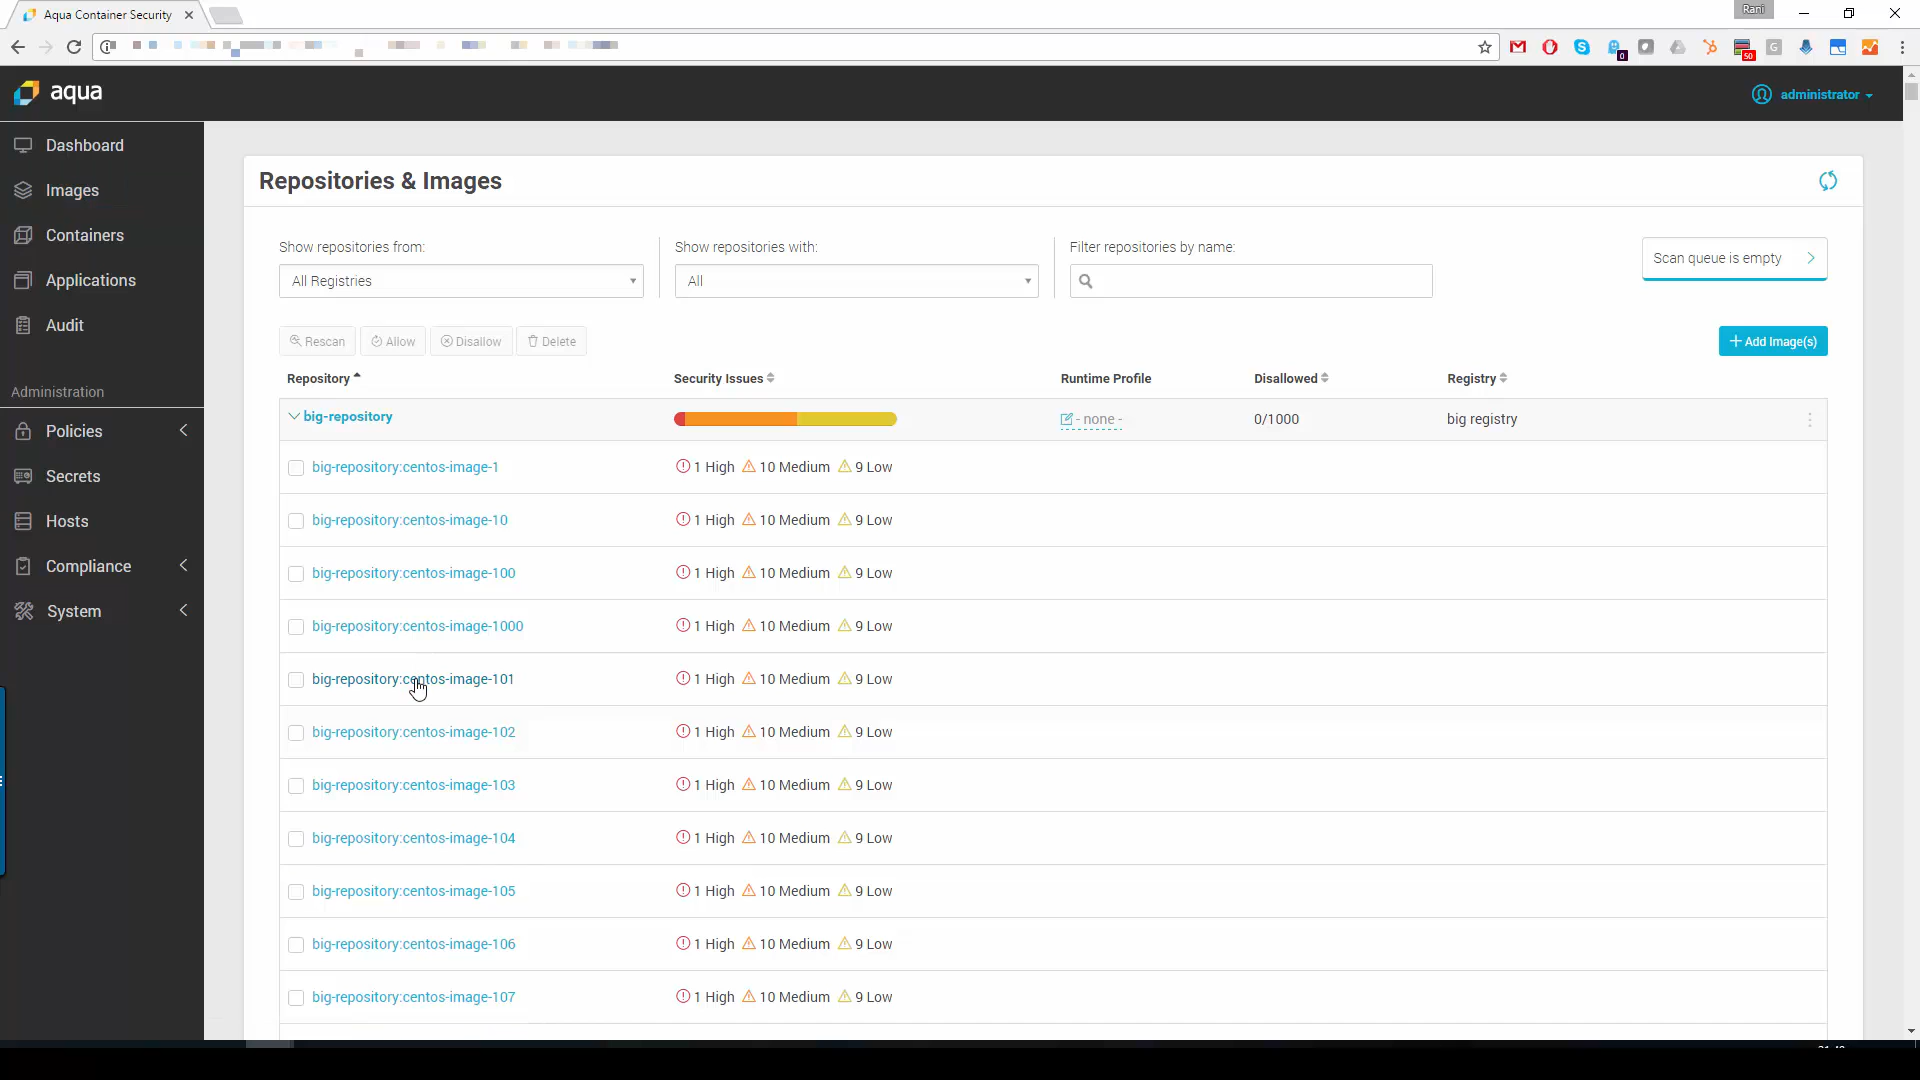 Aqua Container Security
Rani
0
50
G
aqua
administrator
Dashboard
Images
Containers
Applications
Audit
Administration
Policies
Secrets
Hosts
Compliance
System
Repositories & Images
Show repositories from:
Show repositories with:
Filter repositories by name:
All Registries
All
Scan queue is empty
Rescan
Allow
Disallow
Delete
Add Image(s)
Repository
Security Issues
Runtime Profile
Disallowed
Registry
big-repository
- none -
0/1000
big registry
big-repository:centos-image-1
1 High 10 Medium 9 Low
big-repository:centos-image-10
1 High 10 Medium 9 Low
big-repository:centos-image-100
1 High 10 Medium 9 Low
big-repository:centos-image-1000
1 High 10 Medium 9 Low
big-repository:centos-image-101
1 High 10 Medium 9 Low
big-repository:centos-image-102
1 High 10 Medium 9 Low
big-repository:centos-image-103
1 High 10 Medium 9 Low
big-repository:centos-image-104
1 High 10 Medium 9 Low
big-repository:centos-image-105
1 High 10 Medium 9 Low
big-repository:centos-image-106
1 High 10 Medium 9 Low
big-repository:centos-image-107
1 High 10 Medium 9 Low